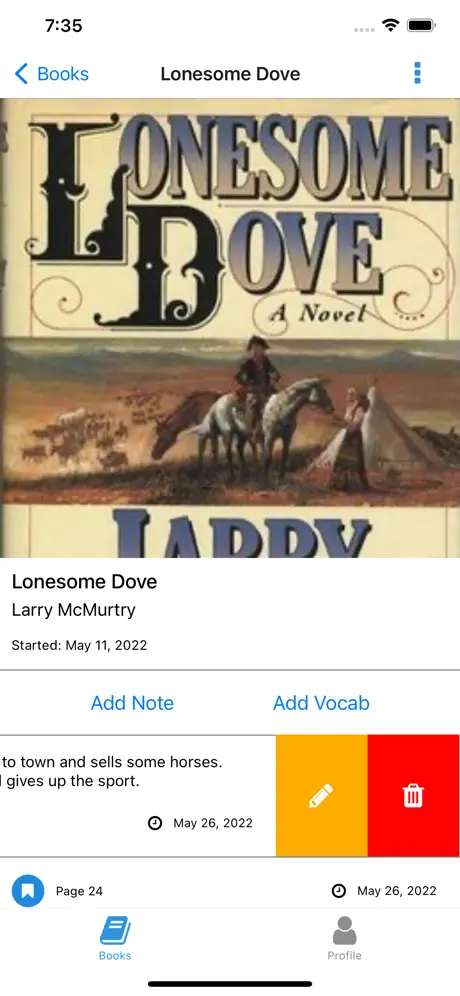 7:35
Books
Lonesome Dove
LONESOME
DOVE
A Novel
LARRY
Lonesome Dove
Larry McMurtry
Started: May 11, 2022
Add Note
Add Vocab
to town and sells some horses.
gives up the sport.
May 26, 2022
Page 24
May 26, 2022
Books
Profile